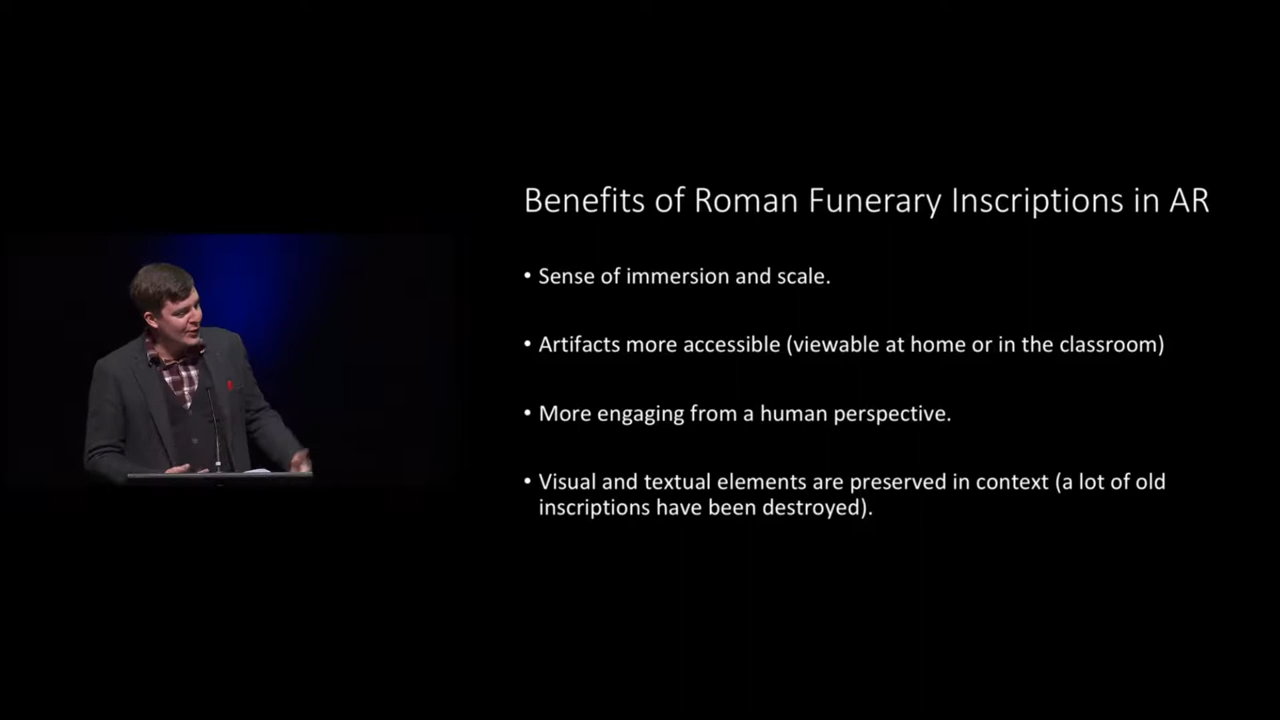 Benefits of Roman Funerary Inscriptions in AR
• Sense of immersion and scale.
• Artifacts more accessible (viewable at home or in the classroom)
• More engaging from a human perspective.
• Visual and textual elements are preserved in context (a lot of old
inscriptions have been destroyed).